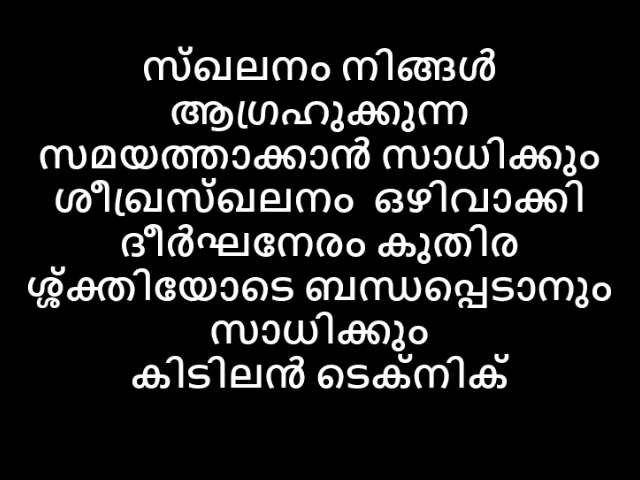 സ്ഖലനം നിങ്ങൾ
ആഗ്രഹുക്കുന്ന
സമയത്താക്കാൻ സാധിക്കും
ശീഖ്രസ്ഖലനം ഒഴിവാക്കി
ദീർഘനേരം കുതിര
ശ്ശ്ക്തിയോടെ ബന്ധപ്പെടാനും
സാധിക്കും
കിടിലൻ ടെക്നിക്